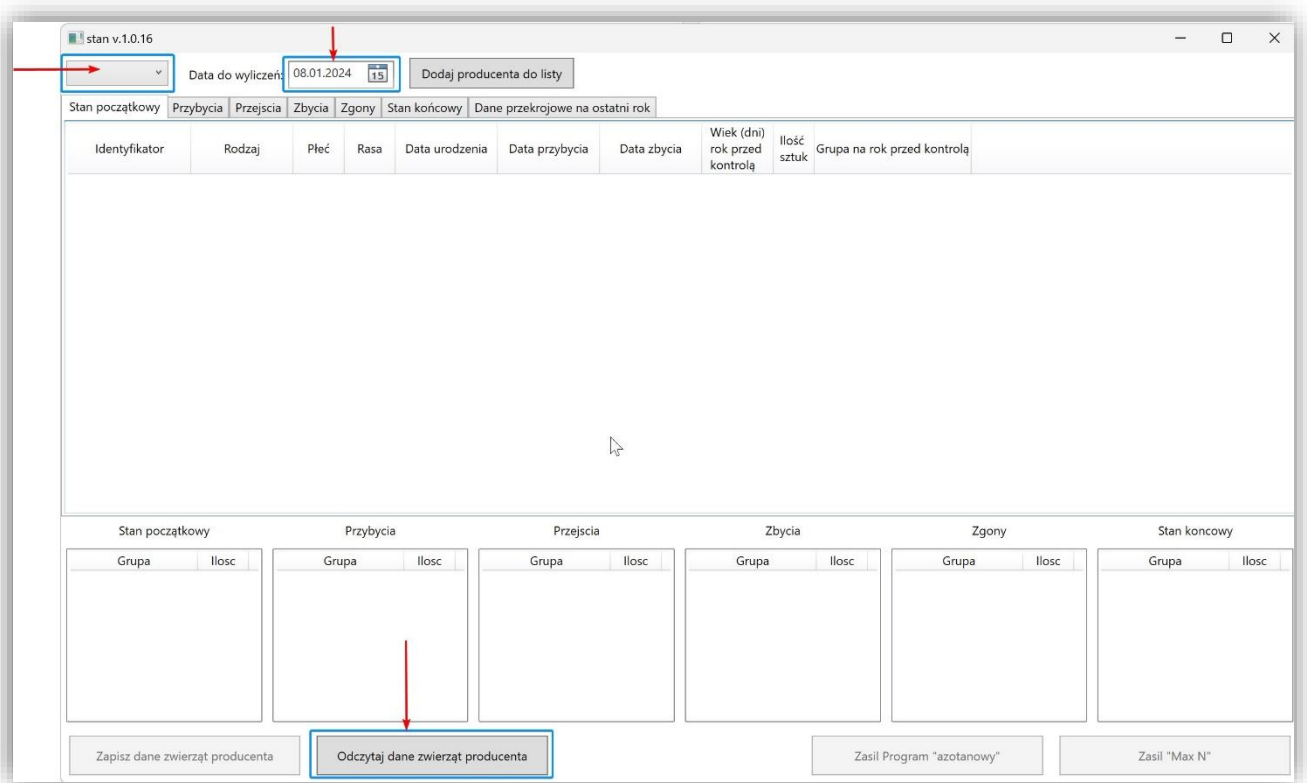 stan v.1.0.16
Data do wyliczeń: 08.01.2024 15 Dodaj producenta do listy
Stan początkowy Przybycia Przejscia Zbycia Zgony Stan końcowy Dane przekrojowe na ostatni rok
Identyfikator Rodzaj Płeć Rasa Data urodzenia Data przybycia Data zbycia Wiek (dni) rok przed kontrolą Ilość sztuk Grupa na rok przed kontrolą
Stan początkowy Przybycia Przejscia Zbycia Zgony Stan koncowy
Grupa Ilosc Grupa Ilosc Grupa Ilosc Grupa Ilosc Grupa Ilosc Grupa Ilosc
Zapisz dane zwierząt producenta Odczytaj dane zwierząt producenta Zasil Program "azotanowy" Zasil "Max N"